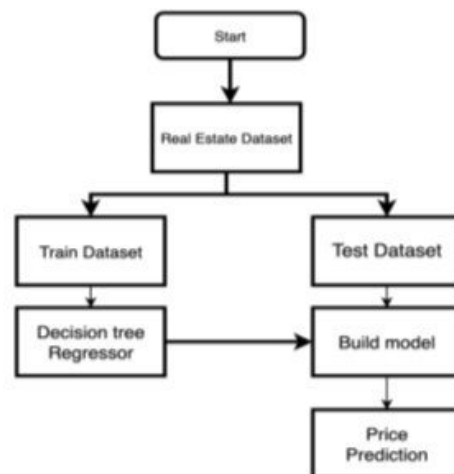 Start
Real Estate Dataset
Train Dataset
Test Dataset
Decision tree
Regressor
Build model
Price
Prediction